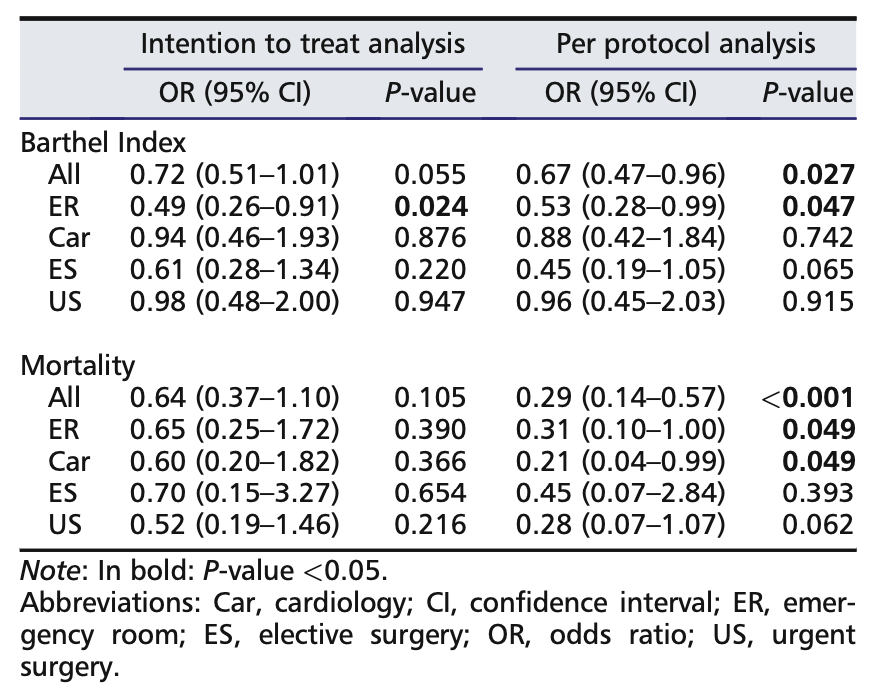 Intention to treat analysis Per protocol analysis
OR (95% CI) P-value OR (95% CI) P-value
Barthel Index
All 0.72 (0.51–1.01) 0.055 0.67 (0.47–0.96) 0.027
ER 0.49 (0.26–0.91) 0.024 0.53 (0.28–0.99) 0.047
Car 0.94 (0.46–1.93) 0.876 0.88 (0.42–1.84) 0.742
ES 0.61 (0.28–1.34) 0.220 0.45 (0.19–1.05) 0.065
US 0.98 (0.48–2.00) 0.947 0.96 (0.45–2.03) 0.915
Mortality
All 0.64 (0.37–1.10) 0.105 0.29 (0.14–0.57) <0.001
ER 0.65 (0.25–1.72) 0.390 0.31 (0.10–1.00) 0.049
Car 0.60 (0.20–1.82) 0.366 0.21 (0.04–0.99) 0.049
ES 0.70 (0.15–3.27) 0.654 0.45 (0.07–2.84) 0.393
US 0.52 (0.19–1.46) 0.216 0.28 (0.07–1.07) 0.062
Note: In bold: P-value <0.05.
Abbreviations: Car, cardiology; CI, confidence interval; ER, emer-
gency room; ES, elective surgery; OR, odds ratio; US, urgent
surgery.